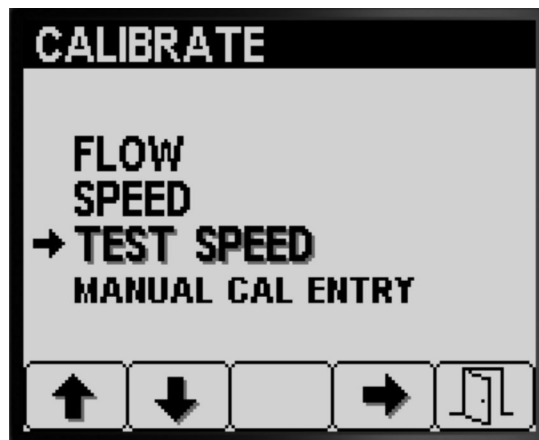 CALIBRATE
FLOW
SPEED
TEST SPEED
MANUAL CAL ENTRY